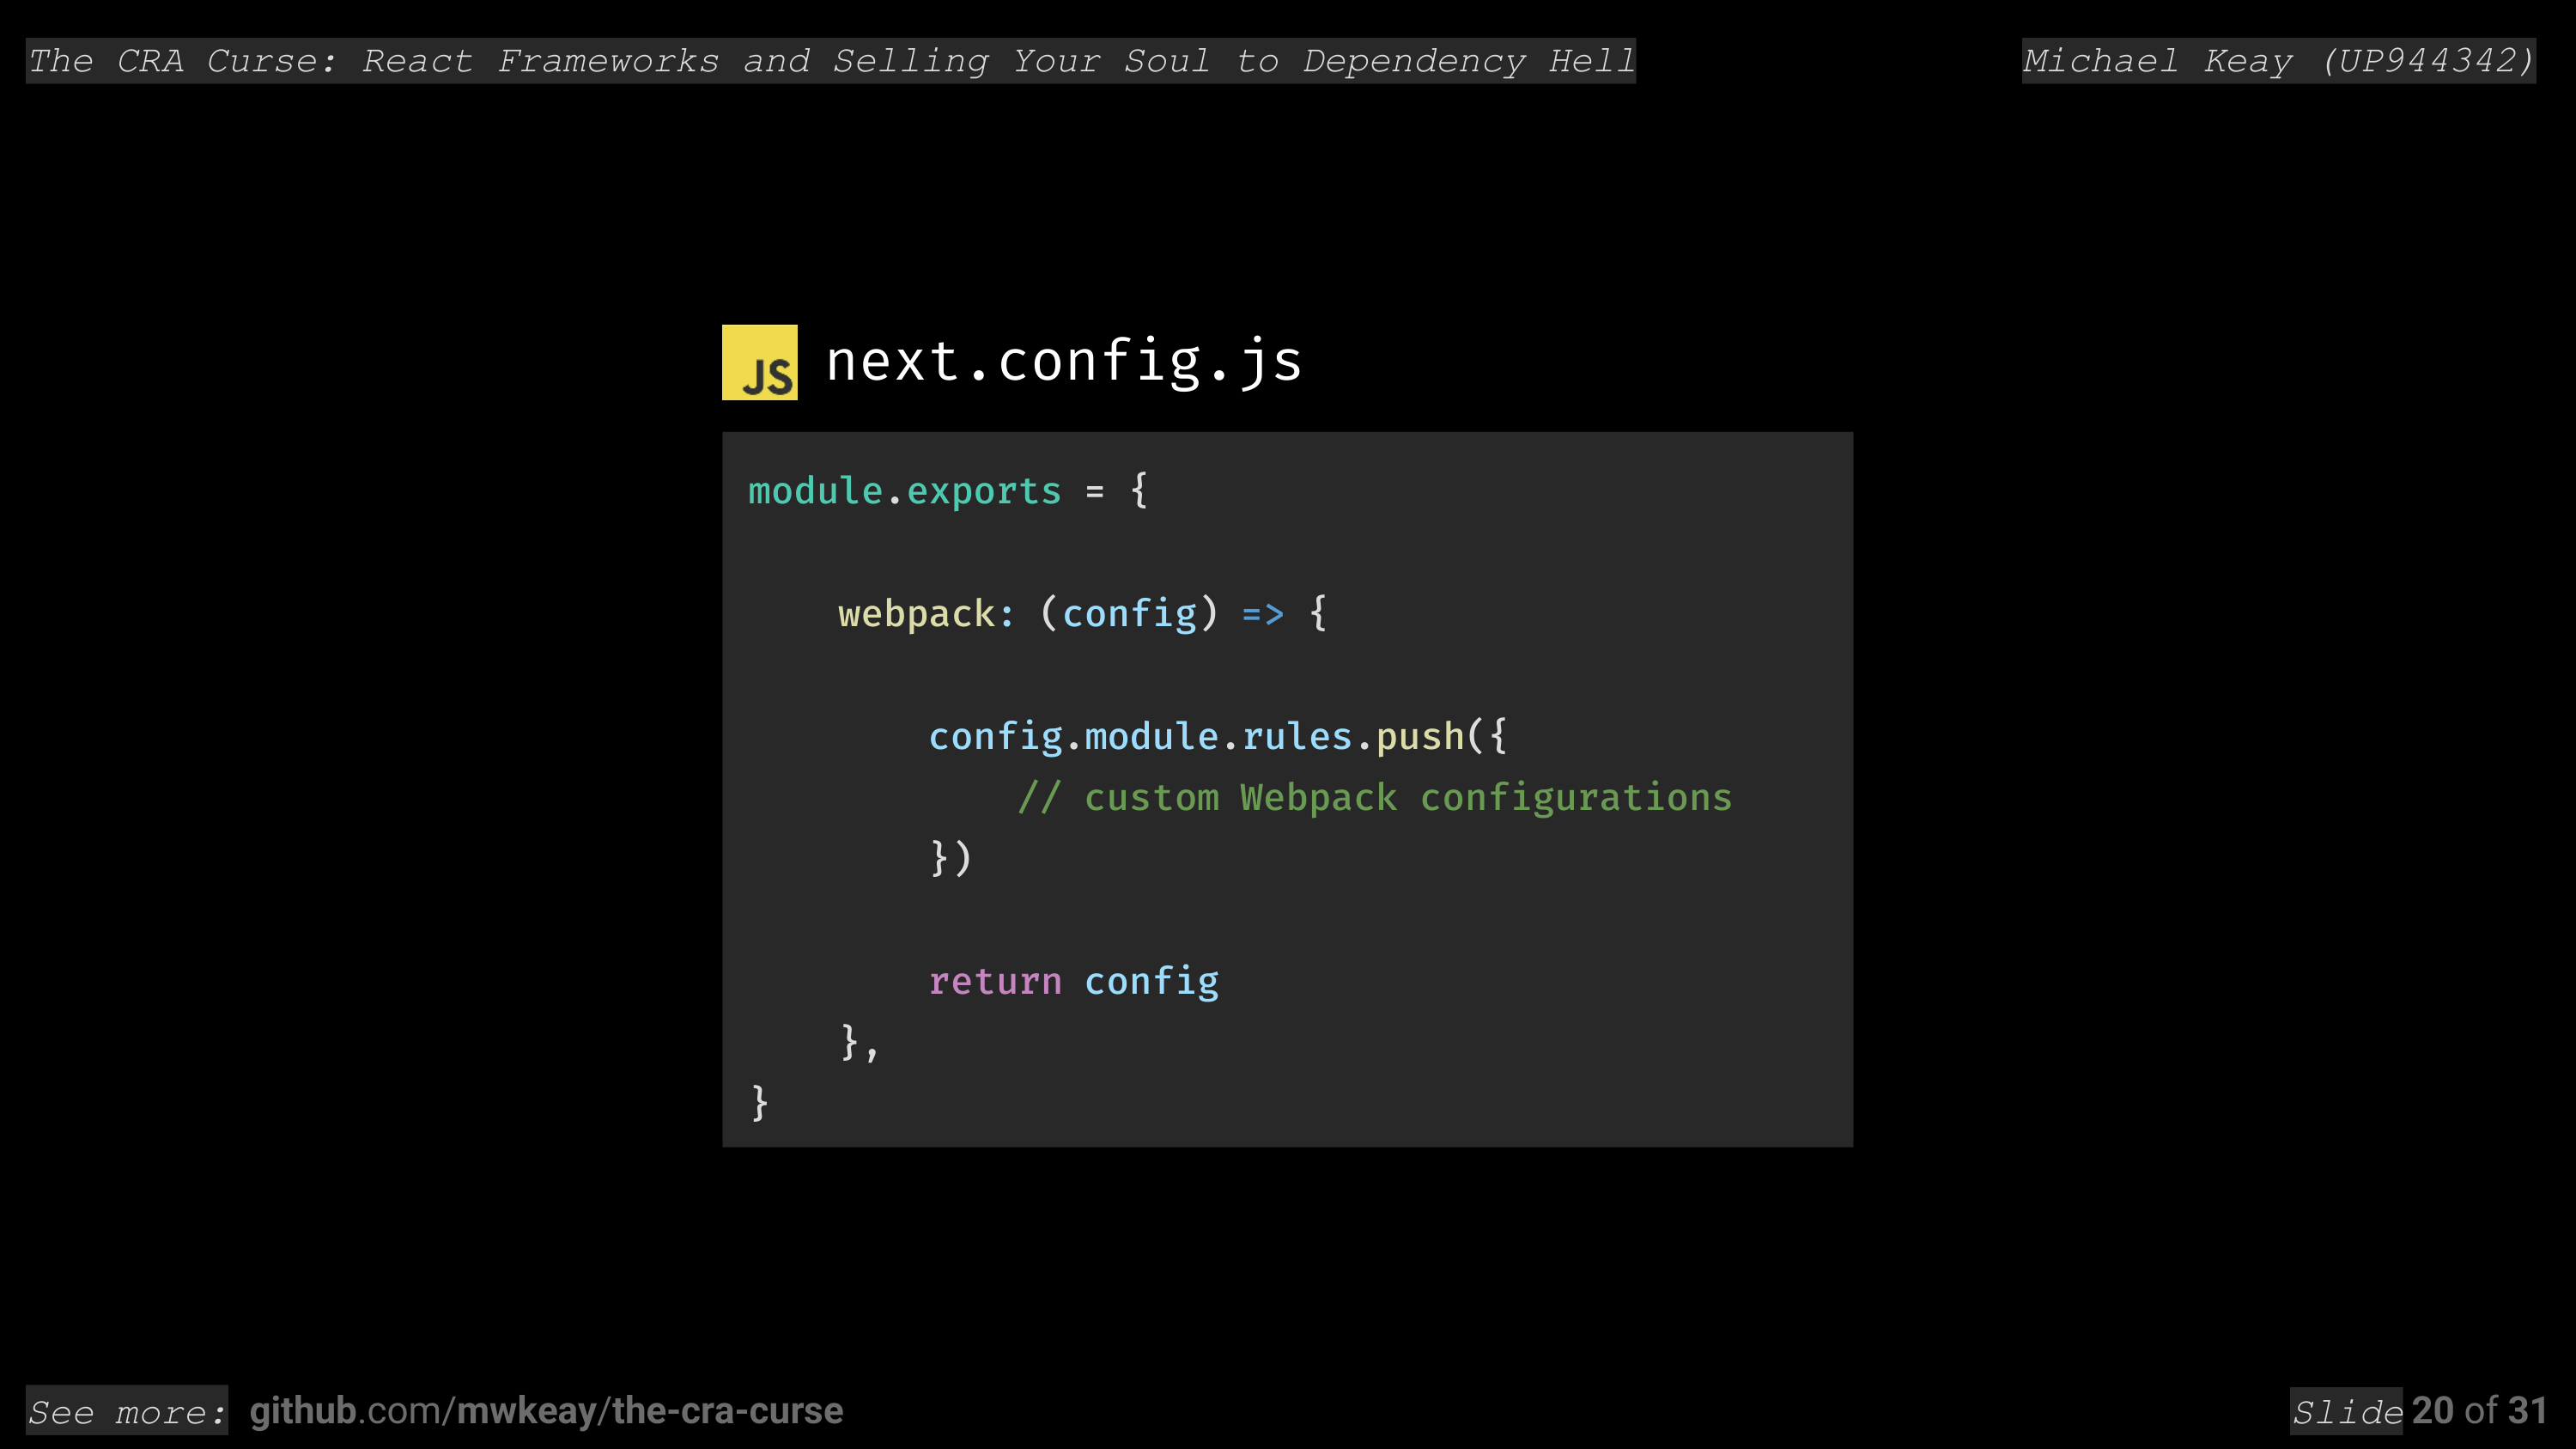 The CRA Curse: React Frameworks and Selling Your Soul to Dependency Hell
Michael Keay (UP944342)
JS next.config.js
module.exports = {
    webpack: (config) => {
        config.module.rules.push({
            // custom Webpack configurations
        })
        return config
    },
}
See more: github.com/mwkeay/the-cra-curse
Slide 20 of 31